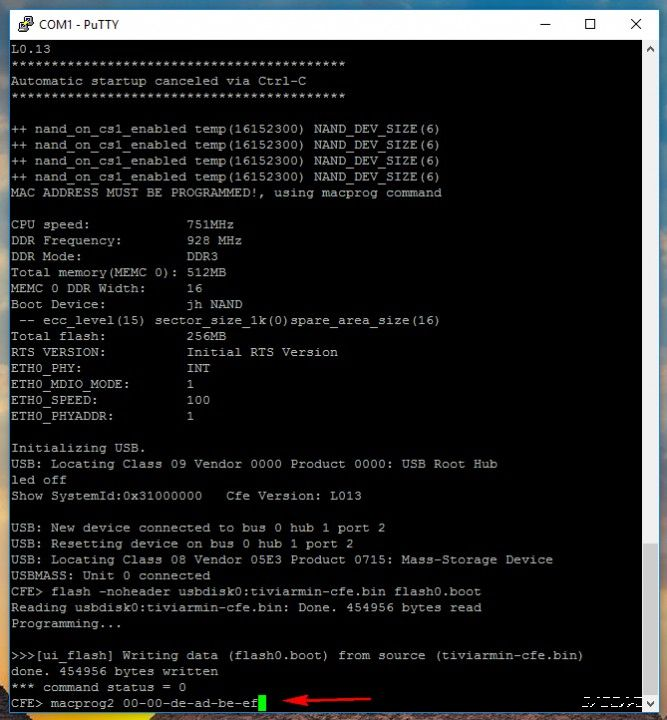 COM1 - PuTTY
L0.13
*******************************************
Automatic startup canceled via Ctrl-C
*******************************************
++ nand_on_cs1_enabled temp(16152300) NAND_DEV_SIZE(6)
++ nand_on_cs1_enabled temp(16152300) NAND_DEV_SIZE(6)
++ nand_on_cs1_enabled temp(16152300) NAND_DEV_SIZE(6)
++ nand_on_cs1_enabled temp(16152300) NAND_DEV_SIZE(6)
MAC ADDRESS MUST BE PROGRAMMED!, using macprog command
CPU speed: 751MHz
DDR Frequency: 928 MHz
DDR Mode: DDR3
Total memory(MEMC 0): 512MB
MEMC 0 DDR Width: 16
Boot Device: jh NAND
-- ecc_level(15) sector_size_1k(0)spare_area_size(16)
Total flash: 256MB
RTS VERSION: Initial RTS Version
ETH0_PHY: INT
ETH0_MDIO_MODE: 1
ETH0_SPEED: 100
ETH0_PHYADDR: 1
Initializing USB.
USB: Locating Class 09 Vendor 0000 Product 0000: USB Root Hub
led off
Show SystemId:0x31000000 Cfe Version: L013
USB: New device connected to bus 0 hub 1 port 2
USB: Resetting device on bus 0 hub 1 port 2
USB: Locating Class 08 Vendor 05E3 Product 0715: Mass-Storage Device
USBMASS: Unit 0 connected
CFE> flash -noheader usbdisk0:tiviarmin-cfe.bin flash0.boot
Reading usbdisk0:tiviarmin-cfe.bin: Done. 454956 bytes read
Programming...
>>>[ui_flash] Writing data (flash0.boot) from source (tiviarmin-cfe.bin)
done. 454956 bytes written
*** command status = 0
CFE> macprog2 00-00-de-ad-be-ef